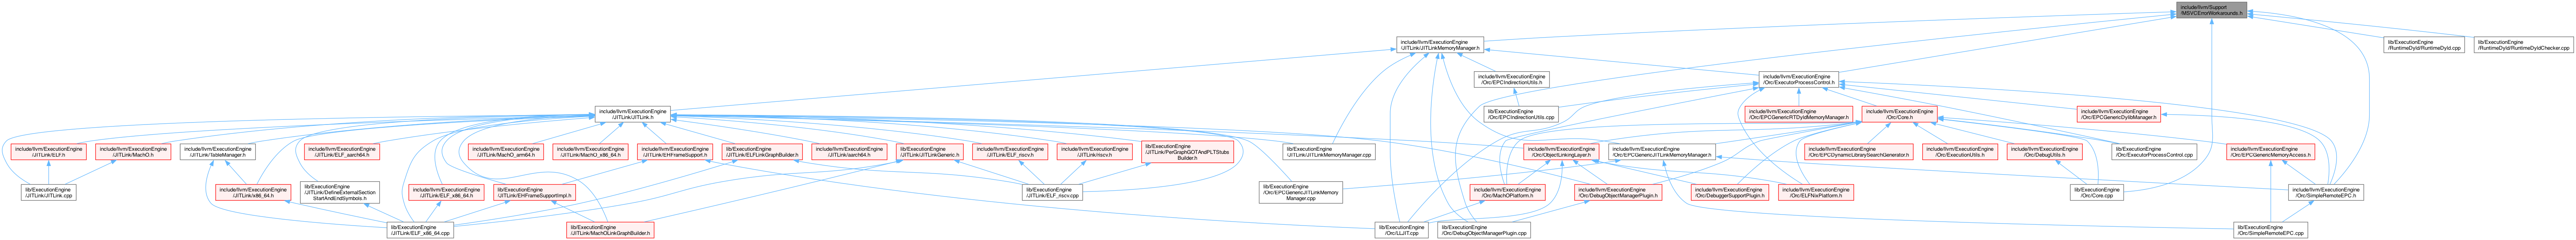 include/llvm/Support
/MSVCErrorWorkarounds.h
include/llvm/ExecutionEngine
/JITLink/JITLinkMemoryManager.h
lib/ExecutionEngine
/RuntimeDyld/RuntimeDyld.cpp
lib/ExecutionEngine
/RuntimeDyld/RuntimeDyldChecker.cpp
include/llvm/ExecutionEngine
/Orc/EPCIndirectionUtils.h
include/llvm/ExecutionEngine
/Orc/ExecutorProcessControl.h
include/llvm/ExecutionEngine
/JITLink/JITLink.h
lib/ExecutionEngine
/Orc/EPCIndirectionUtils.cpp
include/llvm/ExecutionEngine
/Orc/EPCGenericRTDyldMemoryManager.h
include/llvm/ExecutionEngine
/Orc/Core.h
include/llvm/ExecutionEngine
/Orc/EPCGenericDylibManager.h
include/llvm/ExecutionEngine
/JITLink/ELF.h
include/llvm/ExecutionEngine
/JITLink/MachO.h
include/llvm/ExecutionEngine
/JITLink/TableManager.h
include/llvm/ExecutionEngine
/JITLink/ELF_aarch64.h
include/llvm/ExecutionEngine
/JITLink/MachO_arm64.h
include/llvm/ExecutionEngine
/JITLink/MachO_x86_64.h
include/llvm/ExecutionEngine
/JITLink/EHFrameSupport.h
lib/ExecutionEngine
/JITLink/ELFLinkGraphBuilder.h
include/llvm/ExecutionEngine
/JITLink/aarch64.h
lib/ExecutionEngine
/JITLink/JITLinkGeneric.h
include/llvm/ExecutionEngine
/JITLink/ELF_riscv.h
include/llvm/ExecutionEngine
/JITLink/riscv.h
lib/ExecutionEngine
/JITLink/PerGraphGOTAndPLTStubs
Builder.h
lib/ExecutionEngine
/JITLink/JITLinkMemoryManager.cpp
include/llvm/ExecutionEngine
/Orc/ObjectLinkingLayer.h
include/llvm/ExecutionEngine
/Orc/EPCGenericJITLinkMemoryManager.h
include/llvm/ExecutionEngine
/Orc/EPCDynamicLibrarySearchGenerator.h
include/llvm/ExecutionEngine
/Orc/ExecutionUtils.h
include/llvm/ExecutionEngine
/Orc/DebugUtils.h
lib/ExecutionEngine
/Orc/ExecutorProcessControl.cpp
include/llvm/ExecutionEngine
/Orc/EPCGenericMemoryAccess.h
lib/ExecutionEngine
/JITLink/JITLink.cpp
include/llvm/ExecutionEngine
/JITLink/x86_64.h
lib/ExecutionEngine
/JITLink/DefineExternalSection
StartAndEndSymbols.h
include/llvm/ExecutionEngine
/JITLink/ELF_x86_64.h
lib/ExecutionEngine
/JITLink/EHFrameSupportImpl.h
lib/ExecutionEngine
/JITLink/ELF_riscv.cpp
lib/ExecutionEngine
/Orc/EPCGenericJITLinkMemory
Manager.cpp
include/llvm/ExecutionEngine
/Orc/MachOPlatform.h
include/llvm/ExecutionEngine
/Orc/DebugObjectManagerPlugin.h
include/llvm/ExecutionEngine
/Orc/DebuggerSupportPlugin.h
include/llvm/ExecutionEngine
/Orc/ELFNixPlatform.h
lib/ExecutionEngine
/Orc/Core.cpp
include/llvm/ExecutionEngine
/Orc/SimpleRemoteEPC.h
lib/ExecutionEngine
/JITLink/ELF_x86_64.cpp
lib/ExecutionEngine
/JITLink/MachOLinkGraphBuilder.h
lib/ExecutionEngine
/Orc/LLJIT.cpp
lib/ExecutionEngine
/Orc/DebugObjectManagerPlugin.cpp
lib/ExecutionEngine
/Orc/SimpleRemoteEPC.cpp